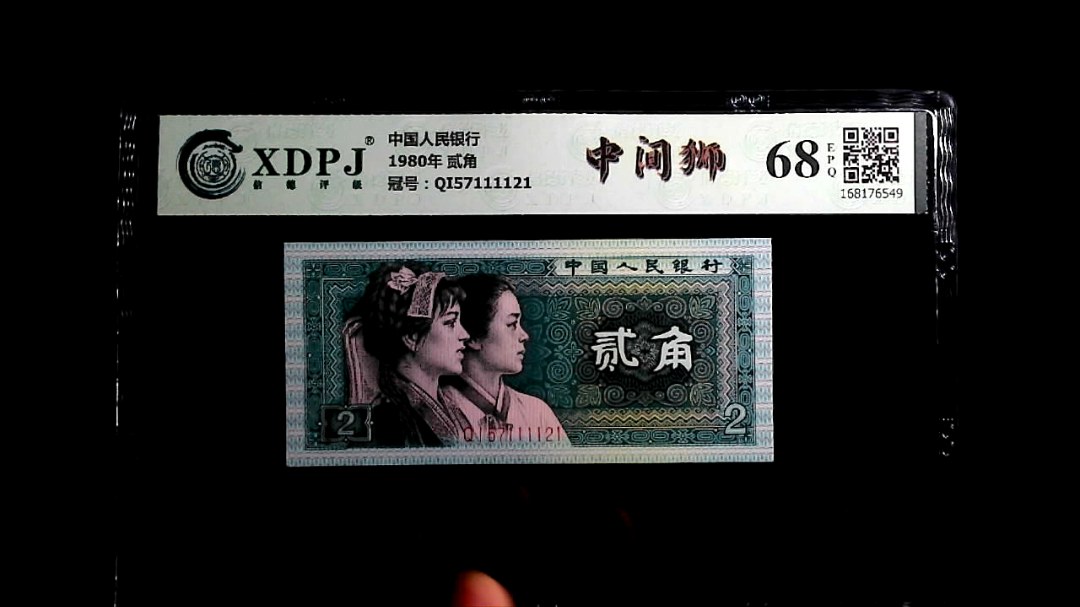 XDPJ®
信德评级
中国人民银行
1980年 贰角
冠号：QI57111121
中间狮
68
EPQ
168176549
中国人民银行
贰角
2
2
QI57111121